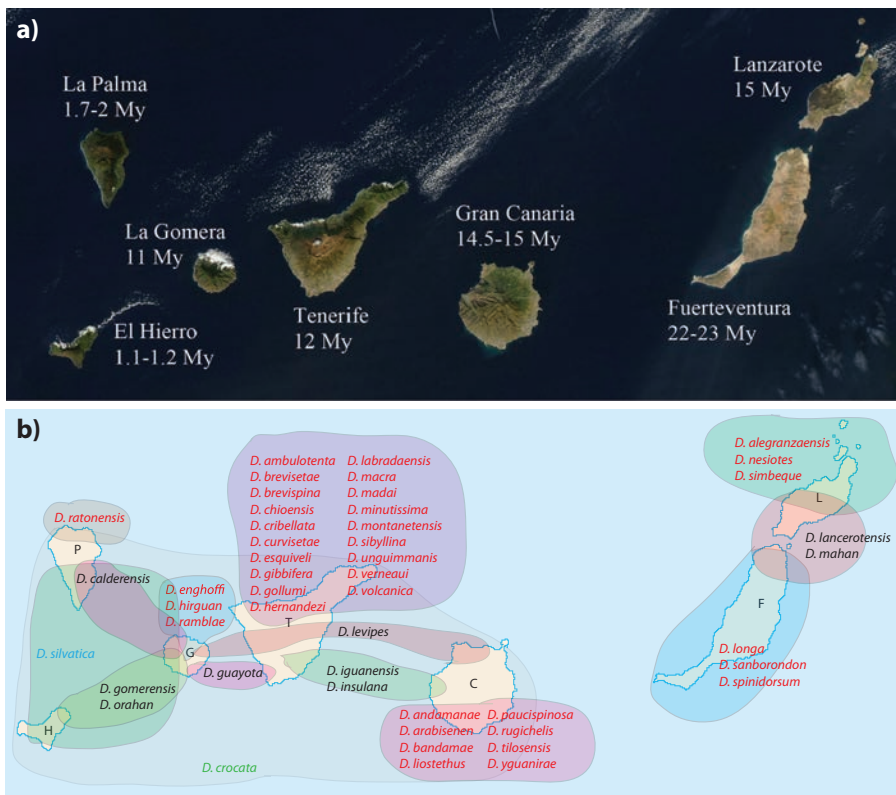 a)
La Palma
1.7-2 My
La Gomera
11 My
El Hierro
1.1-1.2 My
Tenerife
12 My
Gran Canaria
14.5-15 My
Lanzarote
15 My
Fuerteventura
22-23 My
b)
D. ratonensis
P
D. calderensis
D. silvatica
D. enghoffi
D. hirguan
D. ramblae
G
D. guayota
D. gomerensis
D. orahan
H
D. crocata
D. ambulotenta
D. brevisetae
D. brevispina
D. chioensis
D. cribellata
D. curvisetae
D. esquiveli
D. gibbifera
D. gollumi
D. hernandezi
D. labradaensis
D. macra
D. madai
D. minutissima
D. montanetensis
D. sibyllina
D. unguimmanis
D. verneaui
D. volcanica
T
D. levipes
D. iguanensis
D. insulana
C
D. andamanae
D. arabisenen
D. bandamae
D. liostethus
D. paucispinosa
D. rugichelis
D. tilosensis
D. yguanirae
D. alegranzaensis
D. nesiotes
D. simbeque
L
D. lancerotensis
D. mahan
F
D. longa
D. sanborondon
D. spinidorsum